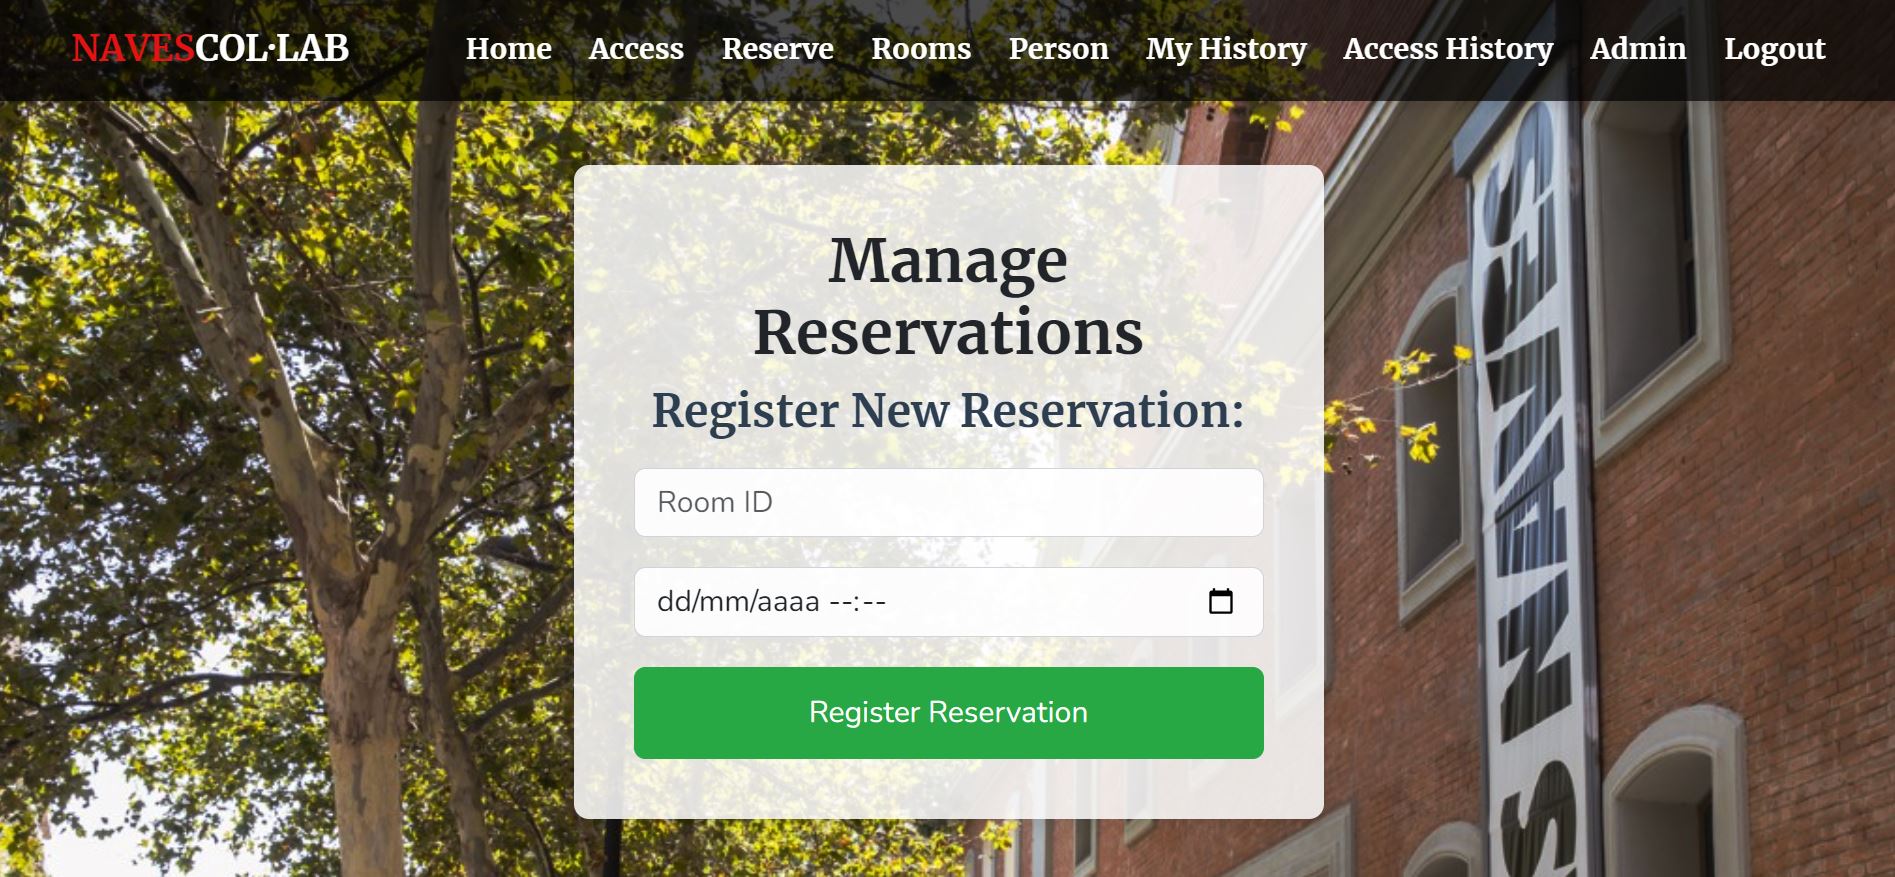 NAVESCOL·LAB Home Access Reserve Rooms Person My History Access History Admin Logout
Manage
Reservations
Register New Reservation:
Room ID
dd/mm/aaaa --:--
Register Reservation